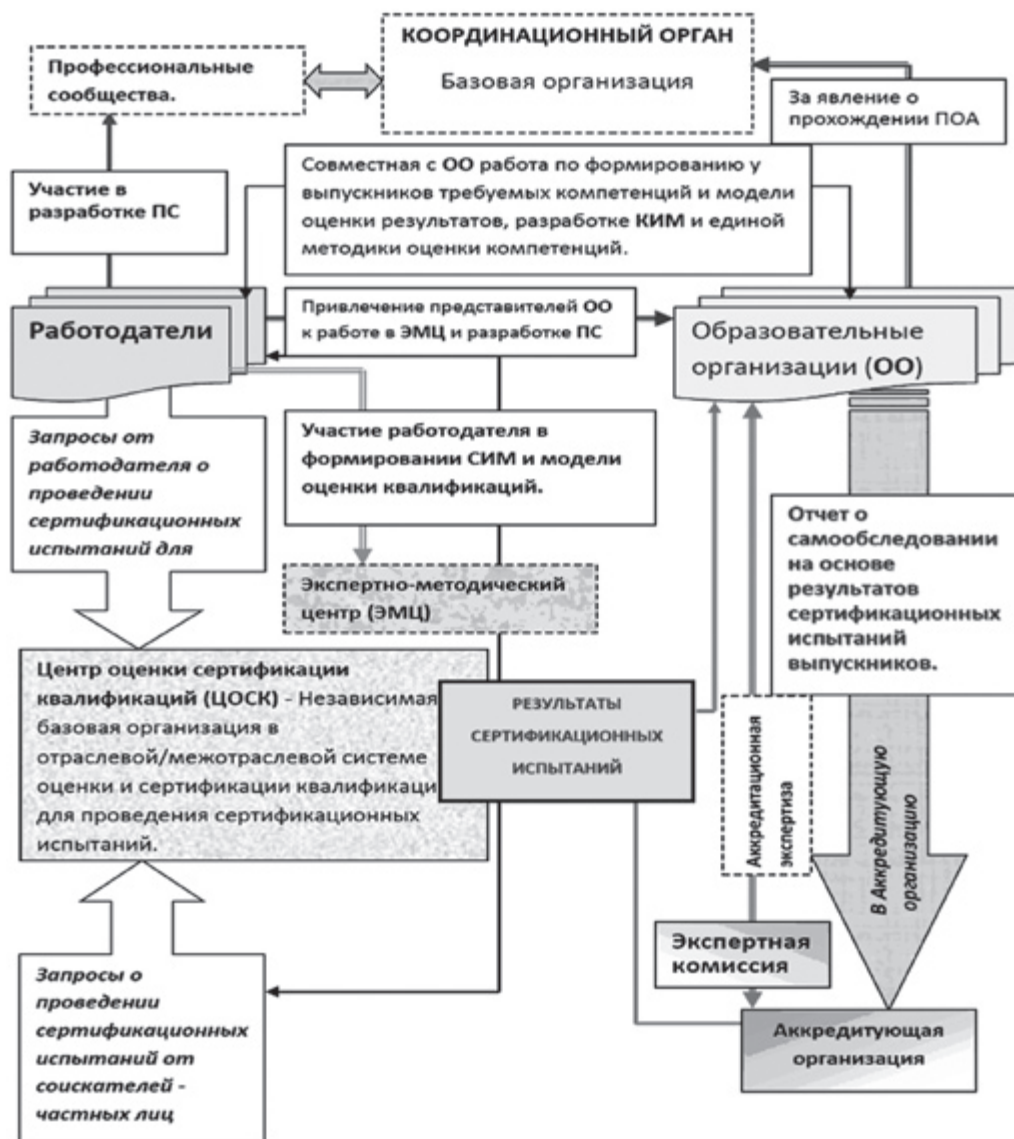 КООРДИНАЦИОННЫЙ ОРГАН
Базовая организация
Профессиональные
сообщества.
За явление о
прохождении ПОА
Участие в
разработке ПС
Совместная с ОО работа по формированию у
выпускников требуемых компетенций и модели
оценки результатов, разработке КИМ и единой
методики оценки компетенций.
Работодатели
Привлечение представителей ОО
к работе в ЭМЦ и разработке ПС
Образовательные
организации (ОО)
Запросы от
работодателя о
проведении
сертификационных
испытаний для
Участие работодателя в
формировании СИМ и модели
оценки квалификаций.
Отчет о
самообследовании
на основе
результатов
сертификационных
испытаний
выпускников.
Экспертно-методический
центр (ЭМЦ)
Центр оценки сертификации
квалификаций (ЦОСК) - Независимая
базовая организация в
отраслевой/межотраслевой системе
оценки и сертификации квалификаци
для проведения сертификационных
испытаний.
РЕЗУЛЬТАТЫ
СЕРТИФИКАЦИОННЫХ
ИСПЫТАНИЙ
Аккредитационная
экспертиза
В Аккредитующую
организацию
Экспертная
комиссия
Запросы о
проведении
сертификационных
испытаний от
соискателей -
частных лиц
Аккредитующая
организация